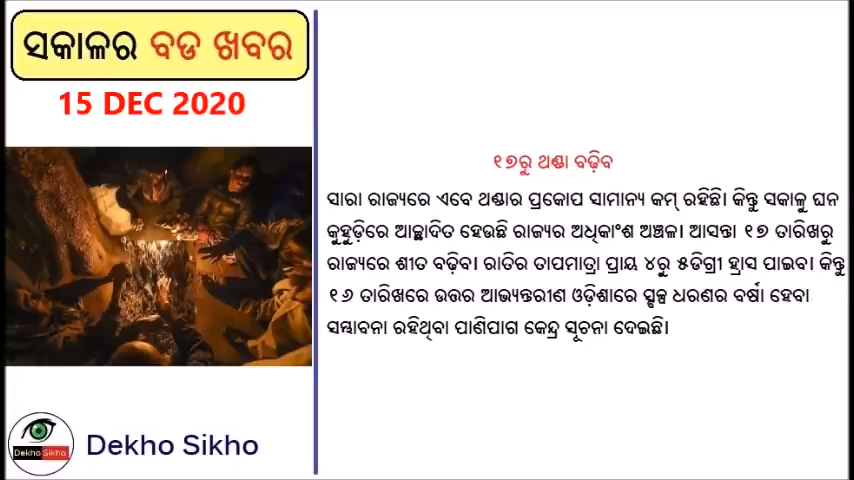 ସକାଳର ବଡ ଖବର
15 DEC 2020
୧୭ରୁ ଥଣ୍ଡା ବଢ଼ିବ
ସାରା ରାଜ୍ୟରେ ଏବେ ଥଣ୍ଡାର ପ୍ରକୋପ ସାମାନ୍ୟ କମ୍ ରହିଛି। କିନ୍ତୁ ସକାଳୁ ଘନ
କୁହୁଡ଼ିରେ ଆଚ୍ଛାଦିତ ହେଉଛି ରାଜ୍ୟର ଅଧିକାଂଶ ଅଞ୍ଚଳ। ଆସନ୍ତା ୧୭ ତାରିଖରୁ
ରାଜ୍ୟରେ ଶୀତ ବଢ଼ିବ। ରାତିର ତାପମାତ୍ରା ପ୍ରାୟ ୪ରୁ ୫ଡିଗ୍ରୀ ହ୍ରାସ ପାଇବ। କିନ୍ତୁ
୧୬ ତାରିଖରେ ଉତ୍ତର ଆଭ୍ୟନ୍ତରୀଣ ଓଡ଼ିଶାରେ ସ୍ବଳ୍ପ ଧରଣର ବର୍ଷା ହେବା
ସମ୍ଭାବନା ରହିଥିବା ପାଣିପାଗ କେନ୍ଦ୍ର ସୂଚନା ଦେଇଛି।
Dekho Sikho
Dekho Sikho